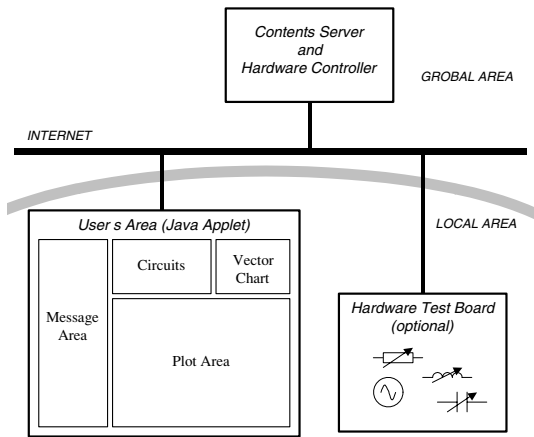 Contents Server
and
Hardware Controller
GROBAL AREA
INTERNET
LOCAL AREA
User s Area (Java Applet)
Message
Area
Circuits
Vector
Chart
Plot Area
Hardware Test Board
(optional)